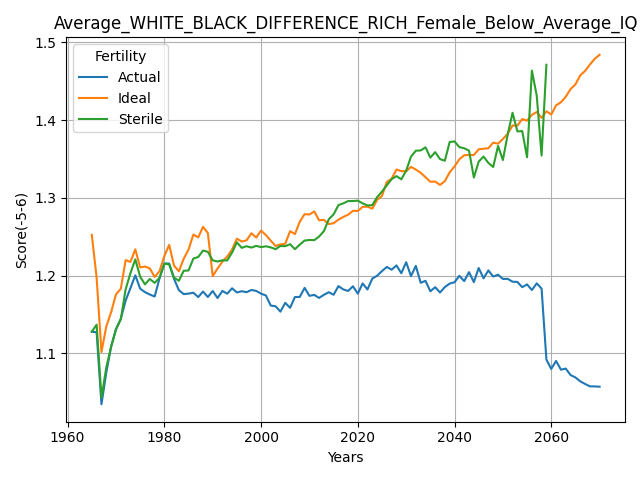 Average_WHITE_BLACK_DIFFERENCE_RICH_Female_Below_Average_IQ
Fertility
Actual
Ideal
Sterile
Score(-5-6)
1.5
1.4
1.3
1.2
1.1
1960 1980 2000 2020 2040 2060
Years